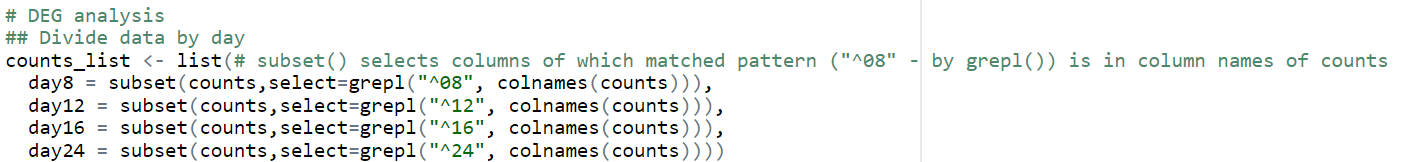 # DEG analysis
## Divide data by day
counts_list <- list(# subset() selects columns of which matched pattern ("^08" - by grepl()) is in column names of counts
  day8 = subset(counts,select=grepl("^08", colnames(counts))),
  day12 = subset(counts,select=grepl("^12", colnames(counts))),
  day16 = subset(counts,select=grepl("^16", colnames(counts))),
  day24 = subset(counts,select=grepl("^24", colnames(counts))))